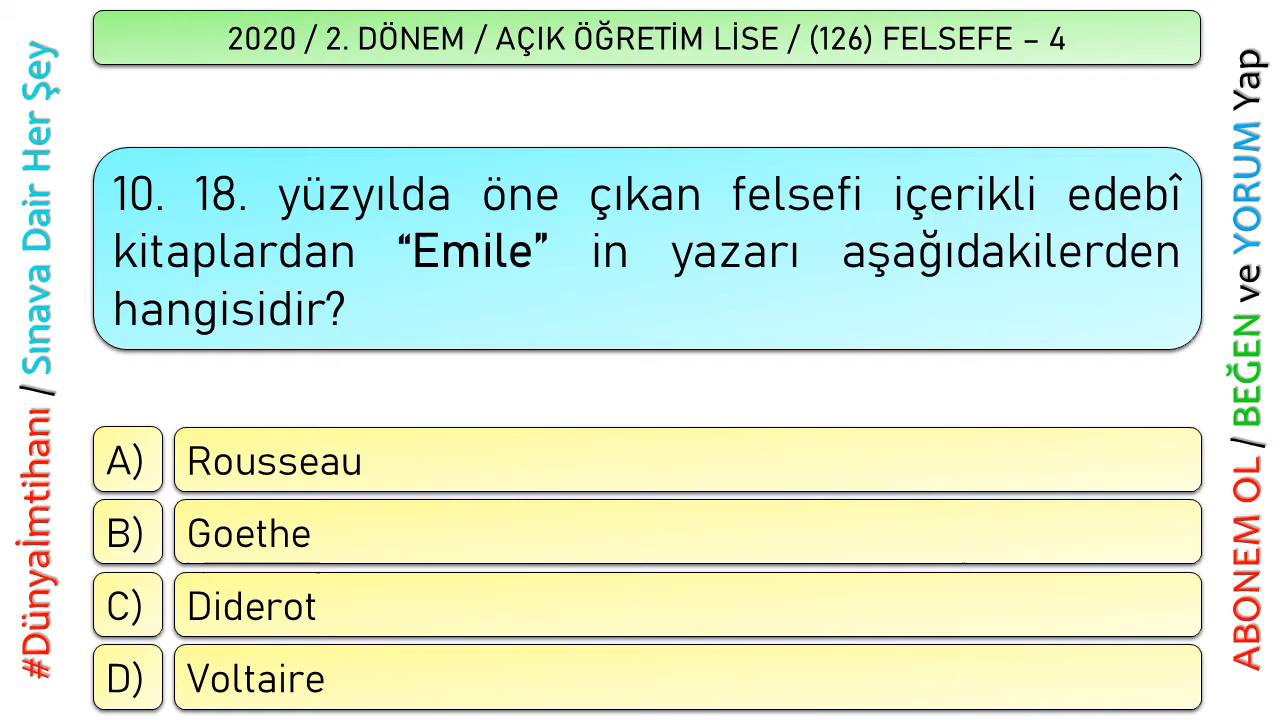 2020 / 2. DÖNEM / AÇIK ÖĞRETİM LİSE / (126) FELSEFE – 4
#Dünyaİmtihanı / Sınava Dair Her Şey
10. 18. yüzyılda öne çıkan felsefi içerikli edebî
kitaplardan “Emile” in yazarı aşağıdakilerden
hangisidir?
A) Rousseau
B) Goethe
C) Diderot
D) Voltaire
ABONEM OL / BEĞEN ve YORUM Yap